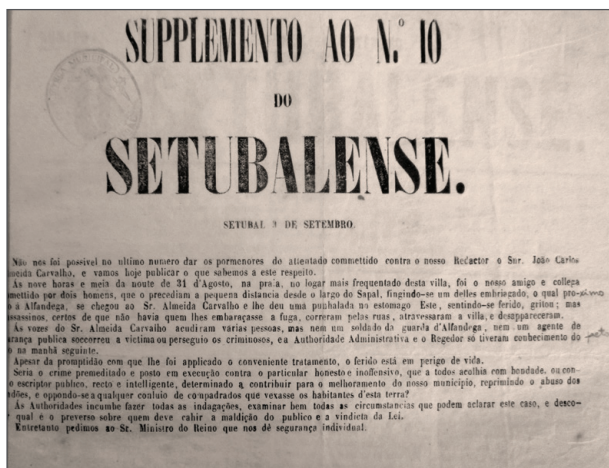 SUPPLEMENTO AO N.º 10
DO
SETUBALENSE.
SETUBAL DE SETEMBRO.
Não nos foi possivel no ultimo numero dar os pormenores do attentado commettido contra o nosso Redactor o Snr. João Carlos
meida Carvalho, e vamos hoje publicar o que sabemos a este respeito.
Ás nove horas e meia da noute de 31 d'Agosto, na praia, no logar mais frequentado desta villa, foi o nosso amigo e collega
mettido por dois homens, que o precediam a pequena distancia desde o largo do Sapal, fingindo-se um delles embriagado, o qual proximo
o á Alfandega, se chegou ao Sr. Almeida Carvalho e lhe deu uma punhalada no estomago Este, sentindo-se ferido, gritou; mas
ssassinos, certos de que não havia quem lhes embaraçasse a fuga, correram pelas ruas, atravessaram a villa, e desappareceram.
Ás vozes do Sr. Almeida Carvalho acudiram varias pessoas, mas nem um soldado da guarda d'Alfandega, nem um agente de
rança publica soccorreu a victima ou perseguio os criminosos, e a Authoridade Administrativa e o Regedor só tiveram conhecimento do facto
o na manhã seguinte.
Apesar da promptidão com que lhe foi applicado o conveniente tratamento, o ferido está em perigo de vida.
Seria o crime premeditado e posto em execução contra o particular honesto e inoffensivo, que a todos acolhia com bondade, ou con-
o escriptor publico, recto e intelligente, determinado a contribuir para o melhoramento do nosso municipio, reprimindo o abuso dos
dões, e oppondo-se a qualquer conluio de compadrados que vexasse os habitantes d'esta terra?
Ás Authoridades incumbe fazer todas as indagações, examinar bem todas as circumstancias que podem aclarar este caso, e desco-
qual é o preverso sobre quem deve cahir a maldição do publico e a vindicta da Lei.
Entretanto pedimos ao Sr. Ministro do Reino que nos dê segurança individual.